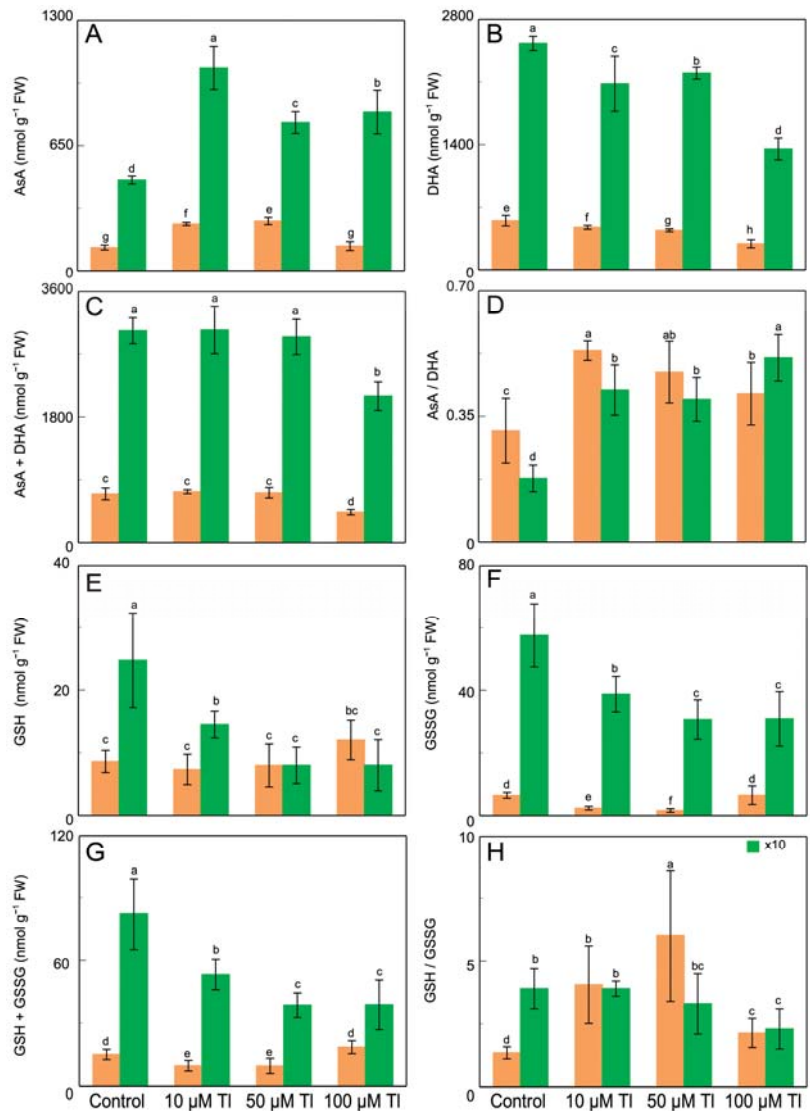 A
AsA (nmol g⁻¹ FW)
1300
650
0
g
d
f
a
e
c
g
b
B
DHA (nmol g⁻¹ FW)
2800
1400
0
e
a
f
c
g
b
h
d
C
AsA + DHA (nmol g⁻¹ FW)
3600
1800
0
c
a
c
a
c
a
d
b
D
AsA / DHA
0.70
0.35
0
c
d
a
b
ab
b
b
a
E
GSH (nmol g⁻¹ FW)
40
20
0
c
a
c
b
c
c
bc
c
F
GSSG (nmol g⁻¹ FW)
80
40
0
d
a
e
b
f
c
d
c
G
GSH + GSSG (nmol g⁻¹ FW)
120
60
0
d
a
e
b
e
c
d
c
Control 10 µM Tl 50 µM Tl 100 µM Tl
H
x10
GSH / GSSG
10
5
0
d
b
b
b
a
bc
c
b
Control 10 µM Tl 50 µM Tl 100 µM Tl